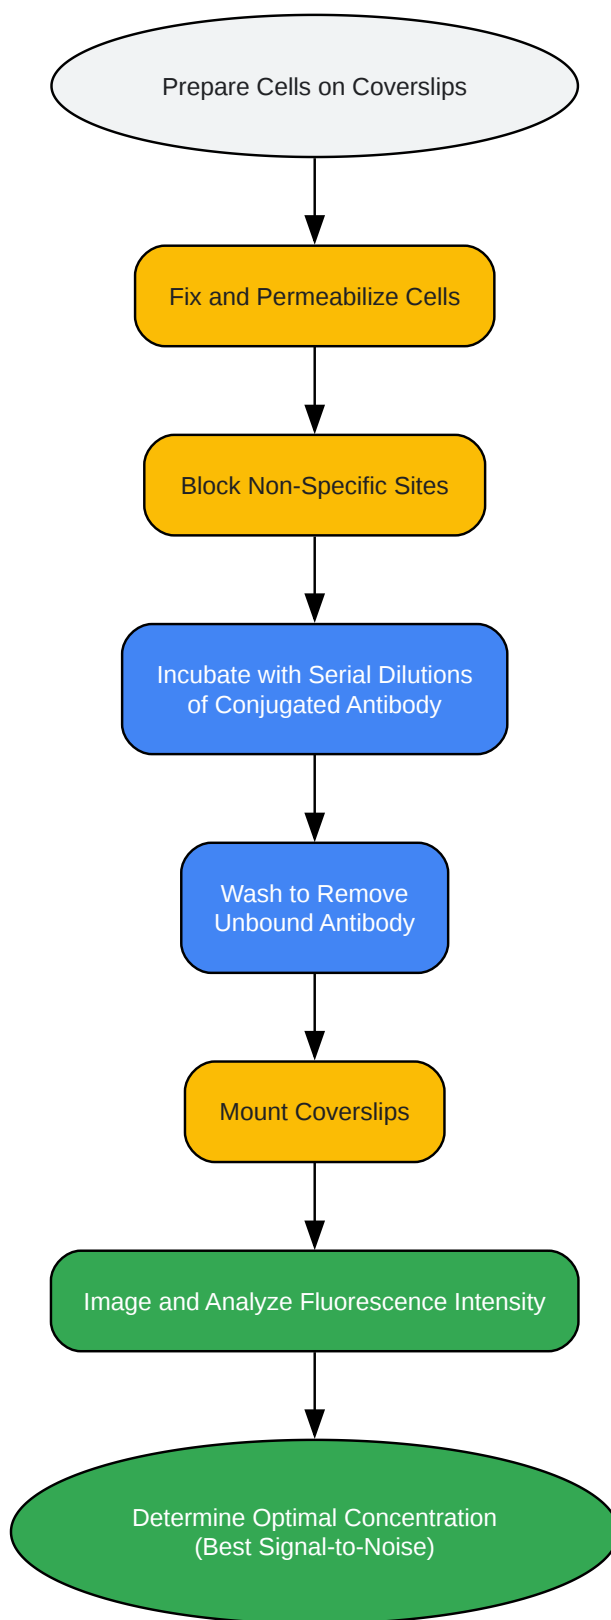 Prepare Cells on Coverslips
Fix and Permeabilize Cells
Block Non-Specific Sites
Incubate with Serial Dilutions
of Conjugated Antibody
Wash to Remove
Unbound Antibody
Mount Coverslips
Image and Analyze Fluorescence Intensity
Determine Optimal Concentration
(Best Signal-to-Noise)